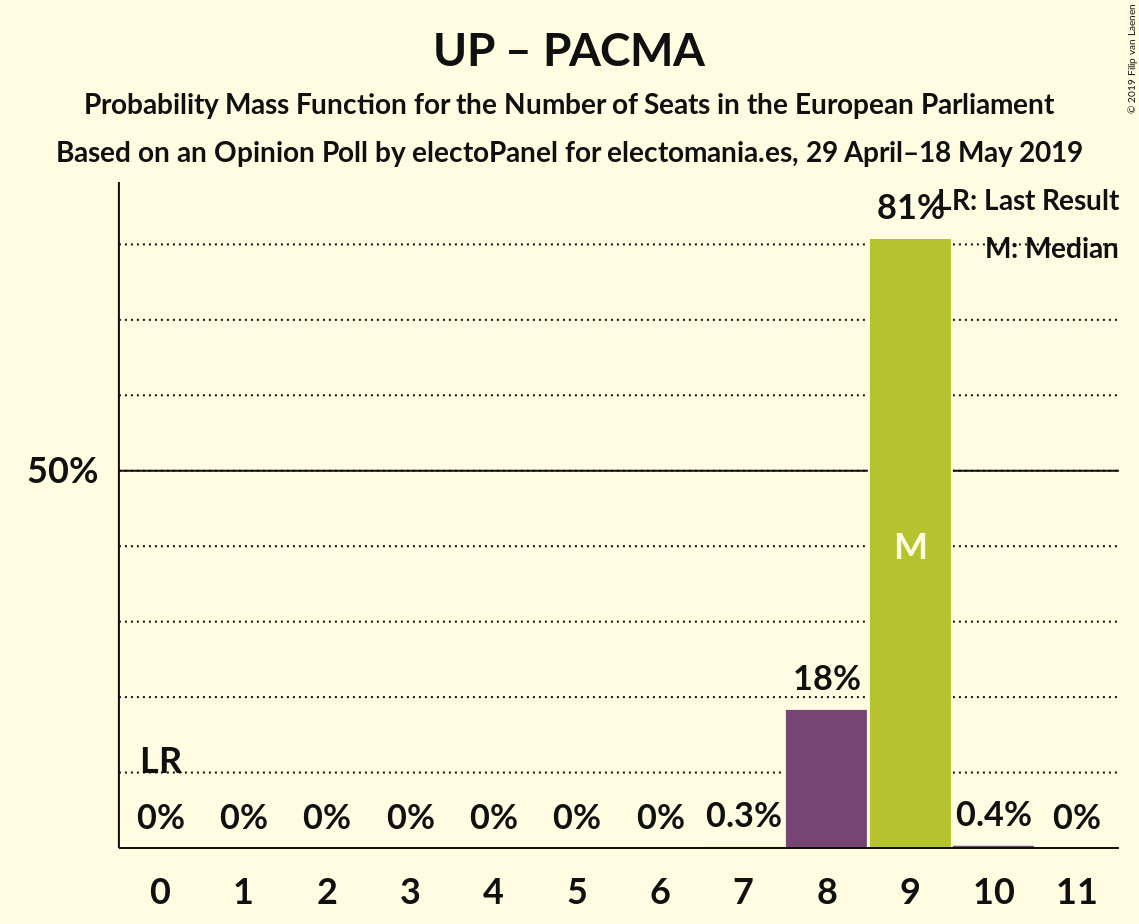 UP – PACMA
Probability Mass Function for the Number of Seats in the European Parliament
Based on an Opinion Poll by electoPanel for electomania.es, 29 April–18 May 2019
© 2019 Filip van Laenen
LR: Last Result
M: Median
81%
50%
M
18%
LR
0% 0% 0% 0% 0% 0% 0% 0.3% 0.4% 0%
0 1 2 3 4 5 6 7 8 9 10 11